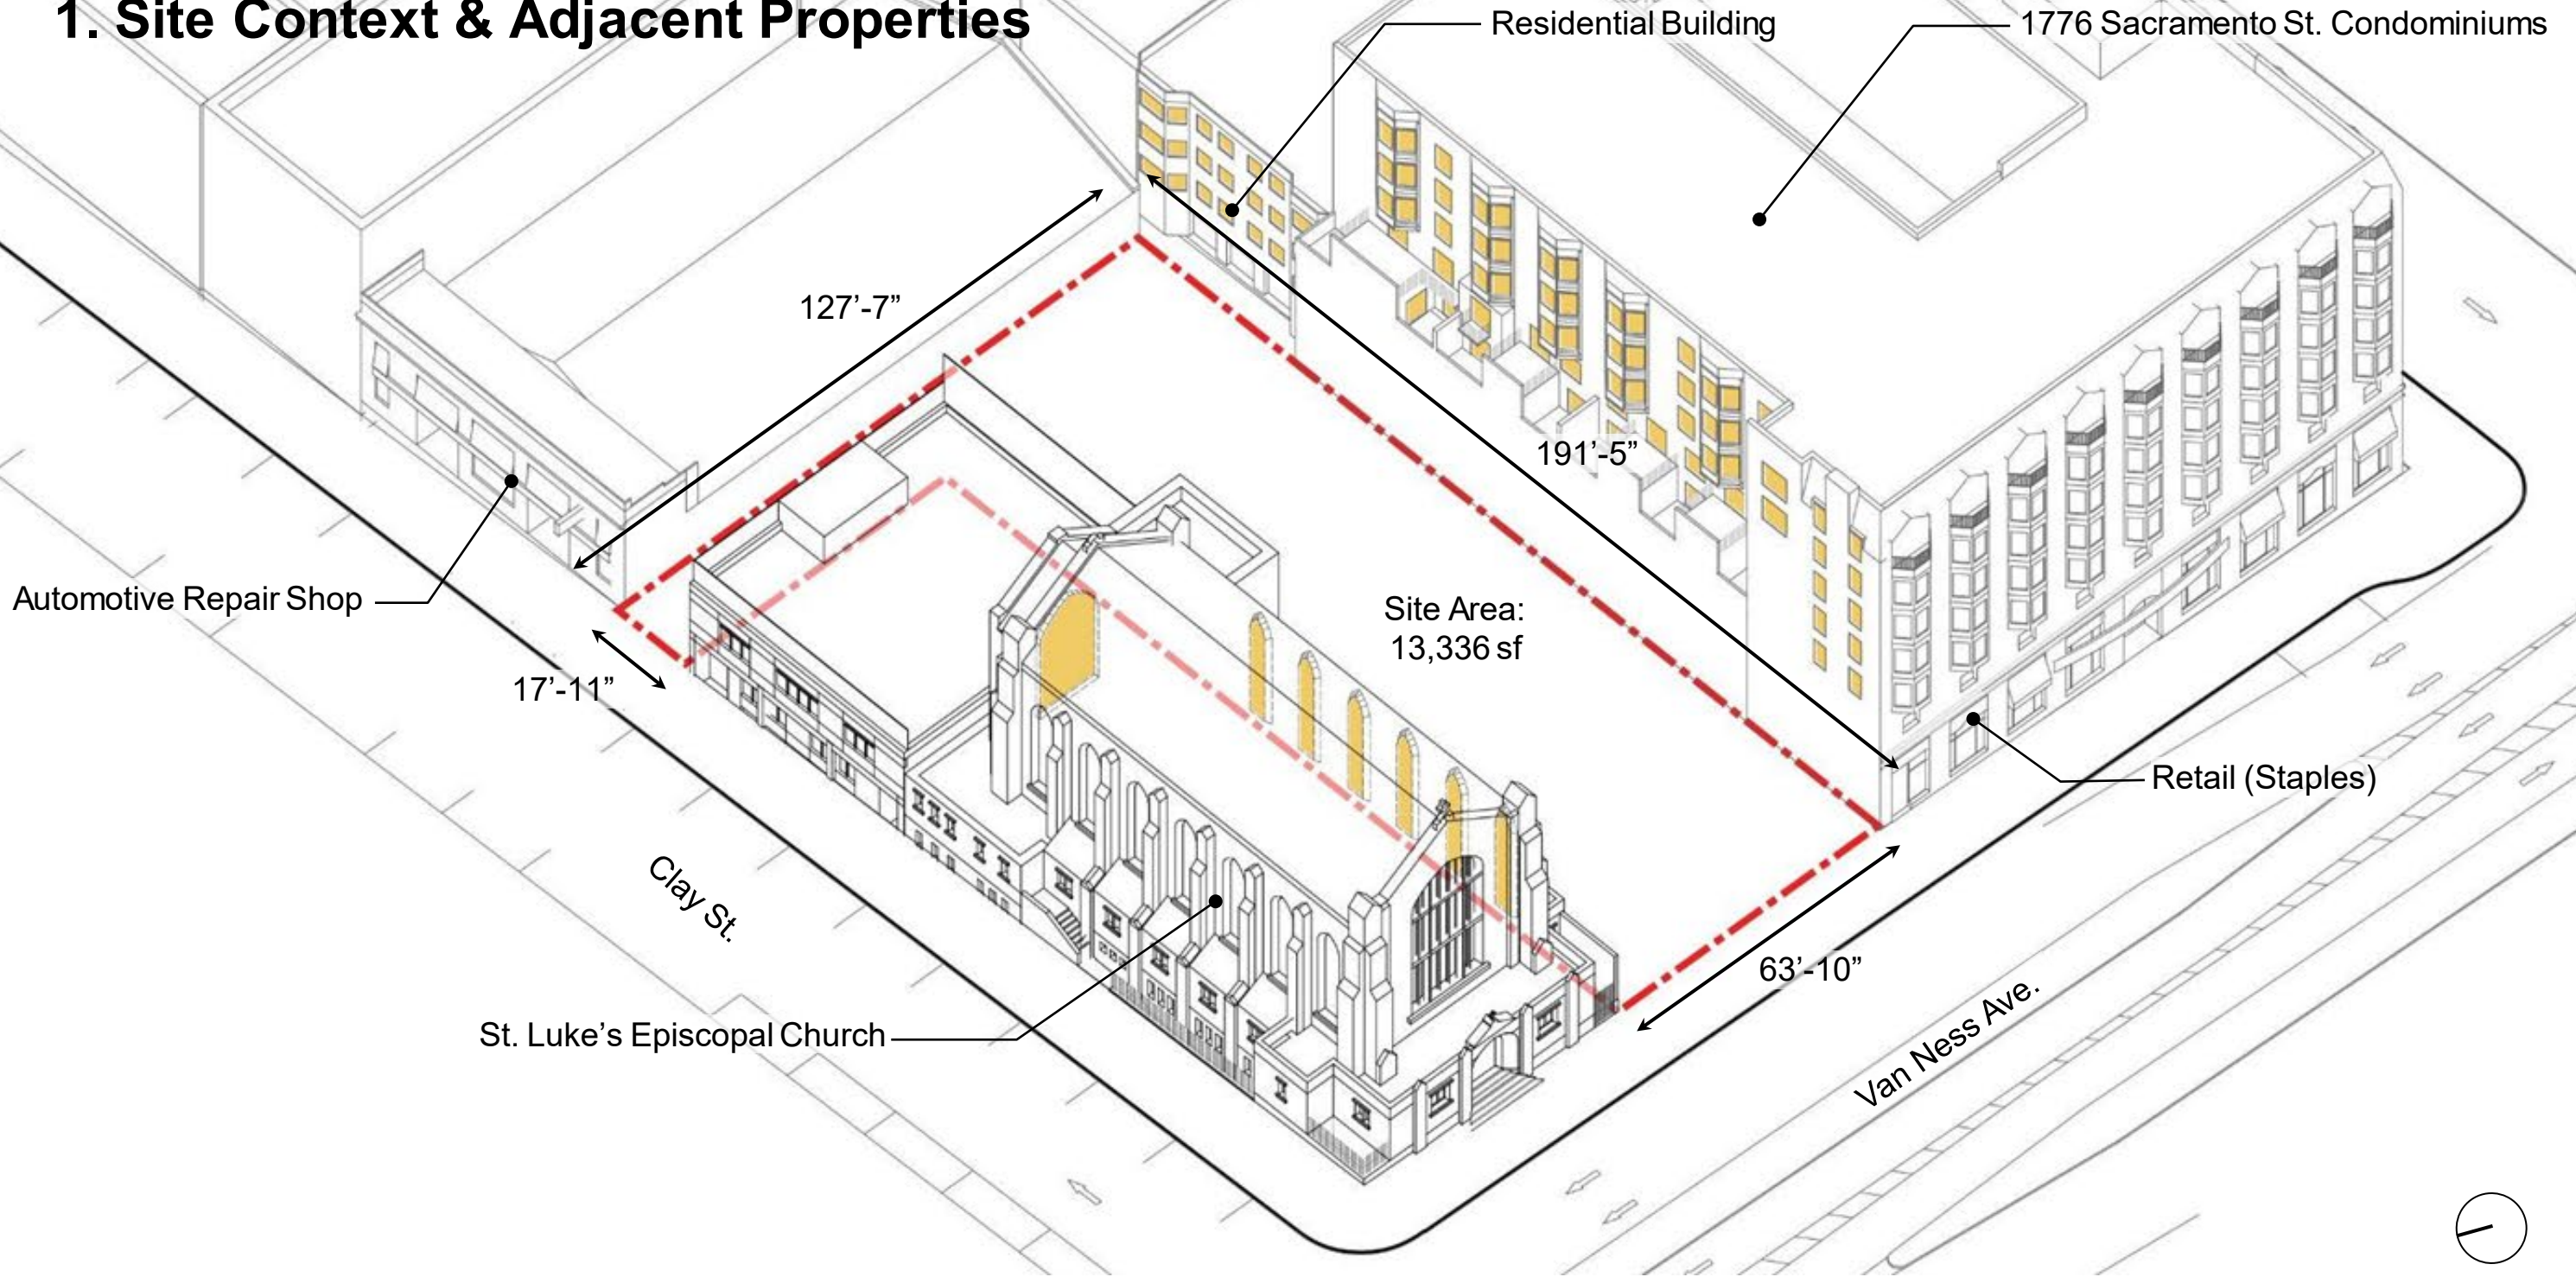 1. Site Context & Adjacent Properties
Residential Building
1776 Sacramento St. Condominiums
127’-7”
191’-5”
Automotive Repair Shop
Site Area:
13,336 sf
17’-11”
Retail (Staples)
Clay St.
63’-10”
St. Luke’s Episcopal Church
Van Ness Ave.